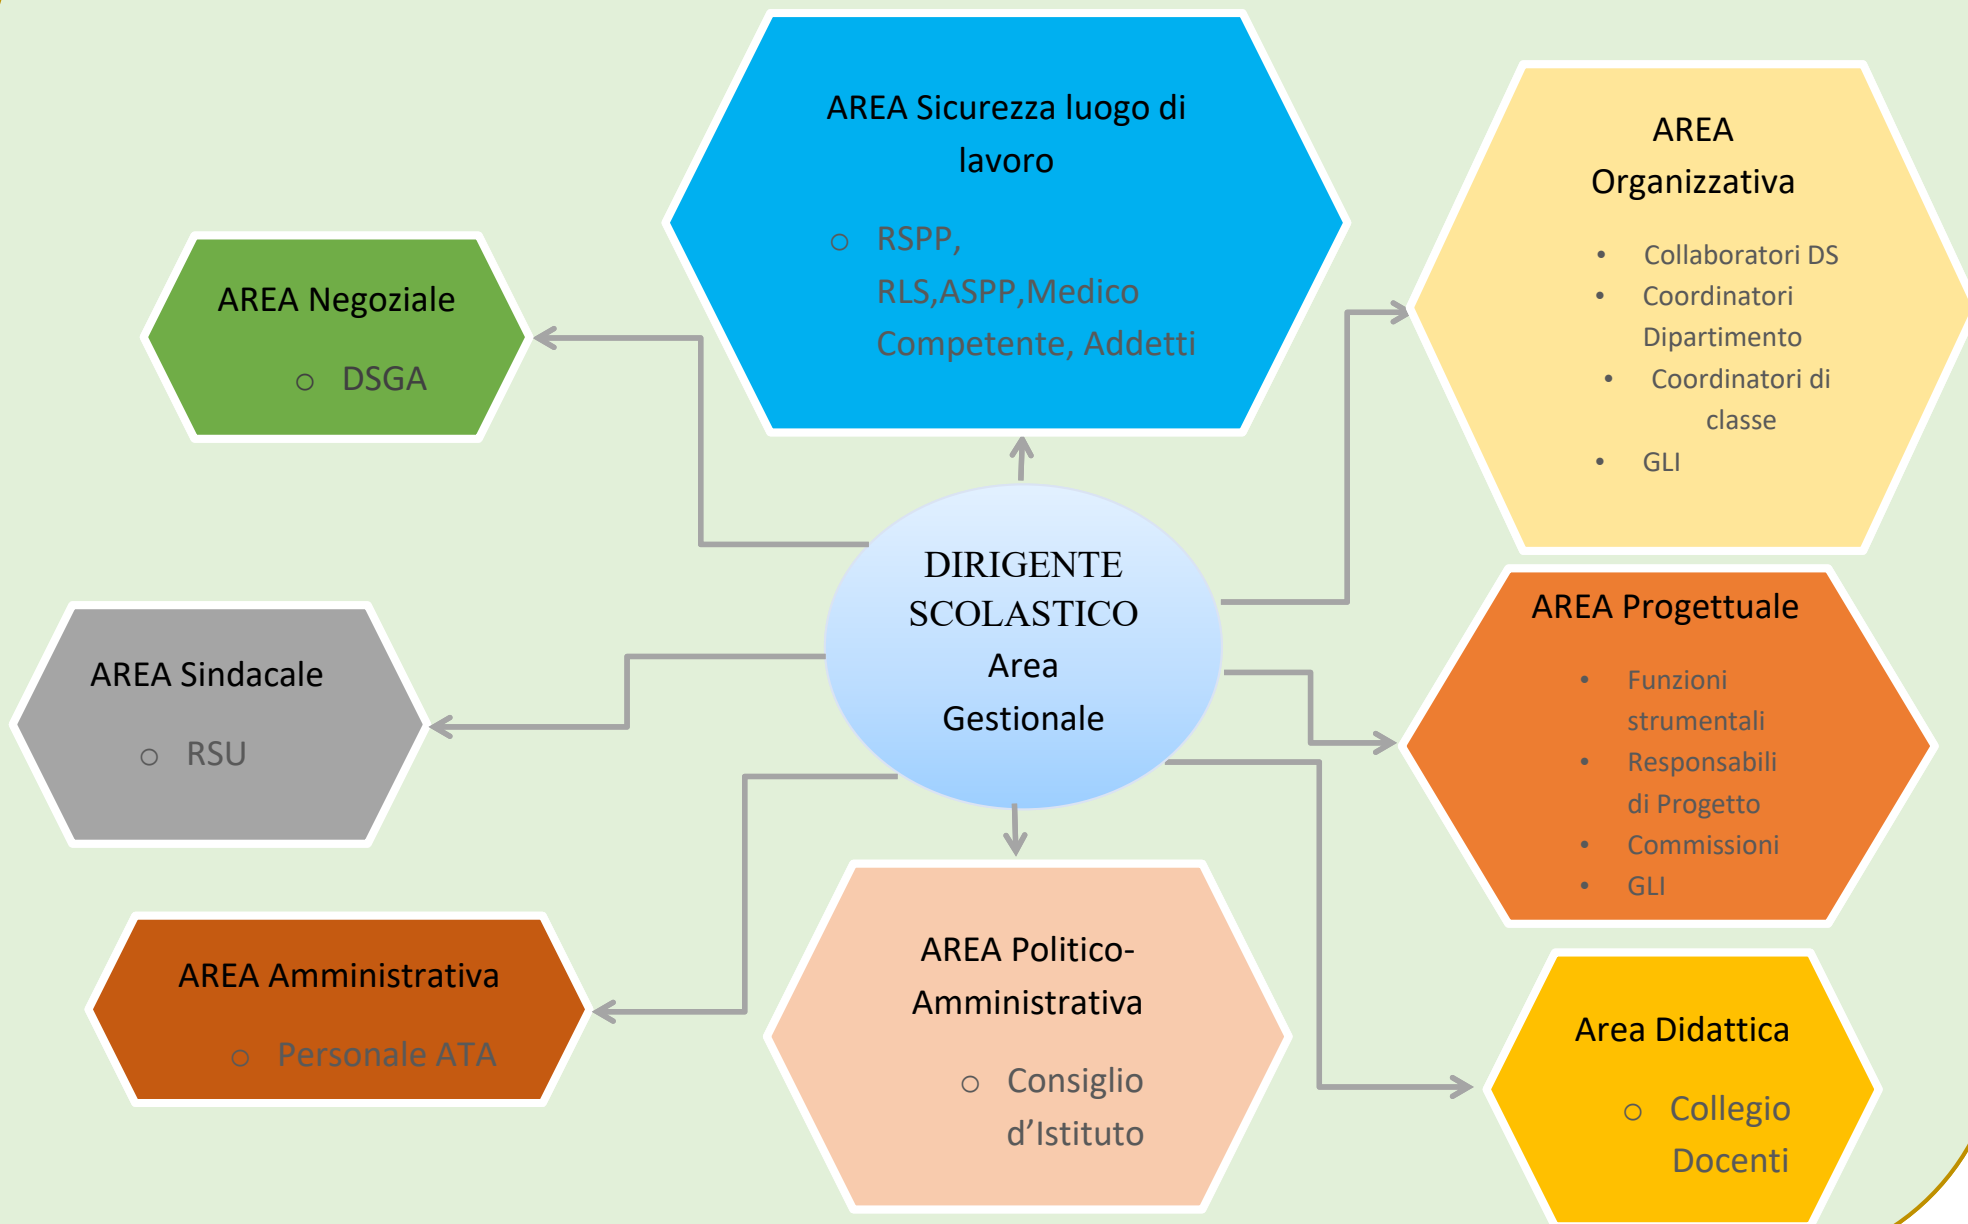 AREA Sicurezza luogo di
lavoro
○ RSPP,
RLS,ASPP,Medico
Competente, Addetti
AREA
Organizzativa
• Collaboratori DS
• Coordinatori
Dipartimento
• Coordinatori di
classe
• GLI
AREA Negoziale
○ DSGA
DIRIGENTE
SCOLASTICO
Area
Gestionale
AREA Progettuale
• Funzioni
strumentali
• Responsabili
di Progetto
• Commissioni
• GLI
AREA Sindacale
○ RSU
AREA Amministrativa
○ Personale ATA
AREA Politico-
Amministrativa
○ Consiglio
d’Istituto
Area Didattica
○ Collegio
Docenti